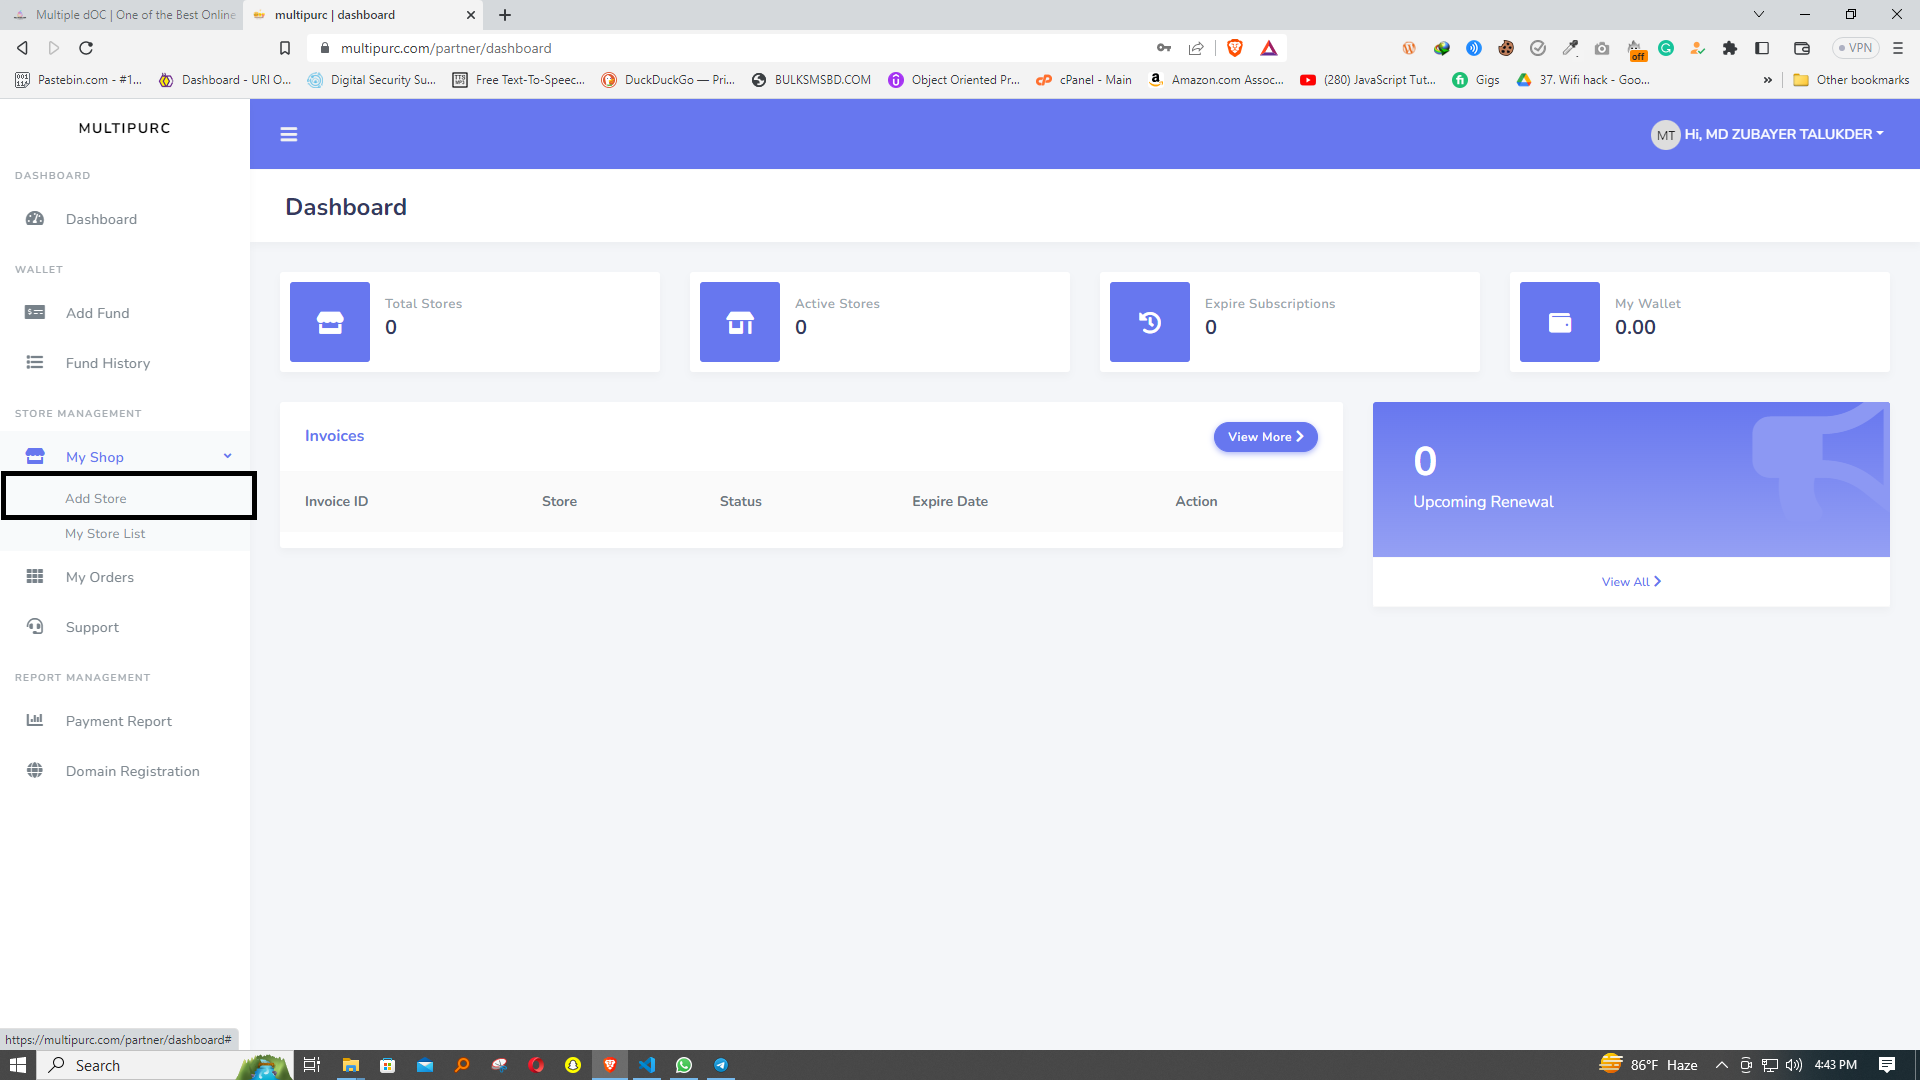 Multiple dOC | One of the Best Online
multipurc | dashboard
multipurc.com/partner/dashboard
VPN
off
Pastebin.com - #1...
Dashboard - URI O...
Digital Security Su...
Free Text-To-Speec...
DuckDuckGo — Pri...
BULKSMSBD.COM
Object Oriented Pr...
cPanel - Main
Amazon.com Assoc...
(280) JavaScript Tut...
Gigs
37. Wifi hack - Goo...
Other bookmarks
MULTIPURC
MT Hi, MD ZUBAYER TALUKDER
DASHBOARD
Dashboard
WALLET
Add Fund
Fund History
STORE MANAGEMENT
My Shop
Add Store
My Store List
My Orders
Support
REPORT MANAGEMENT
Payment Report
Domain Registration
Dashboard
Total Stores
0
Active Stores
0
Expire Subscriptions
0
My Wallet
0.00
Invoices
View More
Invoice ID Store Status Expire Date Action
0
Upcoming Renewal
View All
https://multipurc.com/partner/dashboard#
Search
86°F Haze
4:43 PM